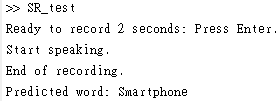 >> SR_test
Ready to record 2 seconds: Press Enter.
Start speaking.
End of recording.
Predicted word: Smartphone